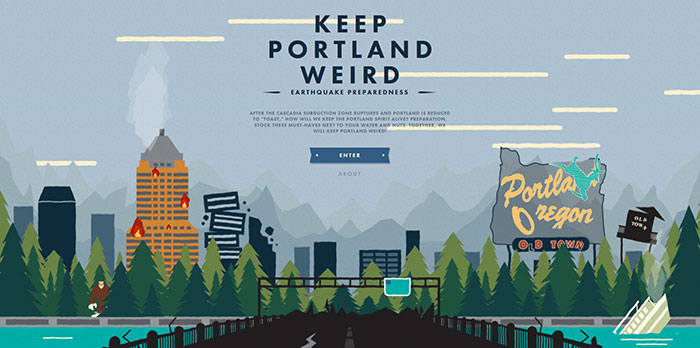 KEEP
PORTLAND
WEIRD
EARTHQUAKE PREPAREDNESS
AFTER THE CASCADIA SUBDUCTION ZONE RUPTURES AND PORTLAND IS REDUCED
TO "TOAST," HOW WILL WE KEEP THE PORTLAND SPIRIT ALIVE? PREPARATION.
STOCK THESE MUST-HAVES NEXT TO YOUR WATER AND NUTS. TOGETHER, WE
WILL KEEP PORTLAND WEIRD!
ENTER
ABOUT
Portland
Oregon
OLD TOWN
OLD
TOWN